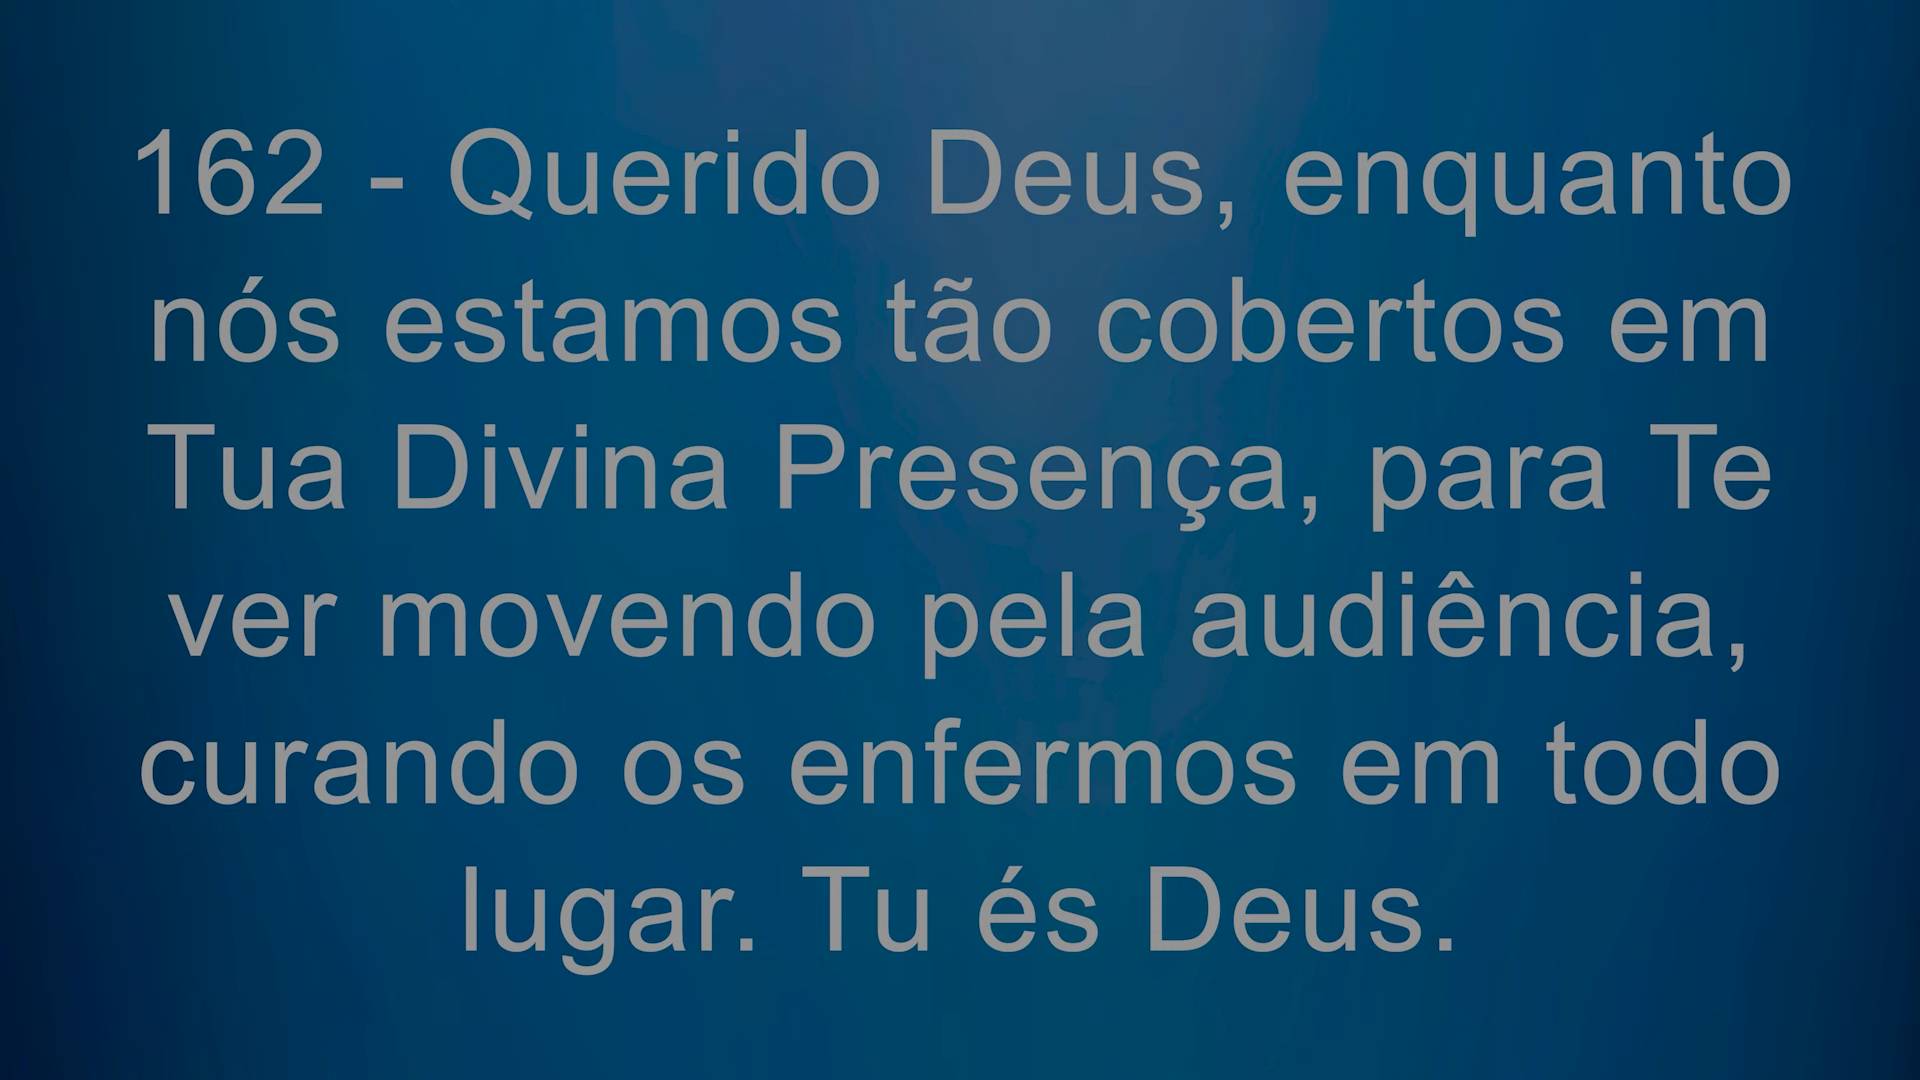 162 - Querido Deus, enquanto
nós estamos tão cobertos em
Tua Divina Presença, para Te
ver movendo pela audiência,
curando os enfermos em todo
lugar. Tu és Deus.